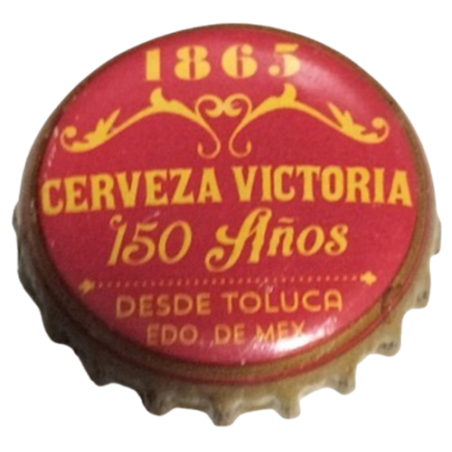 1865
CERVEZA VICTORIA
150 Años
DESDE TOLUCA
EDO. DE MEX